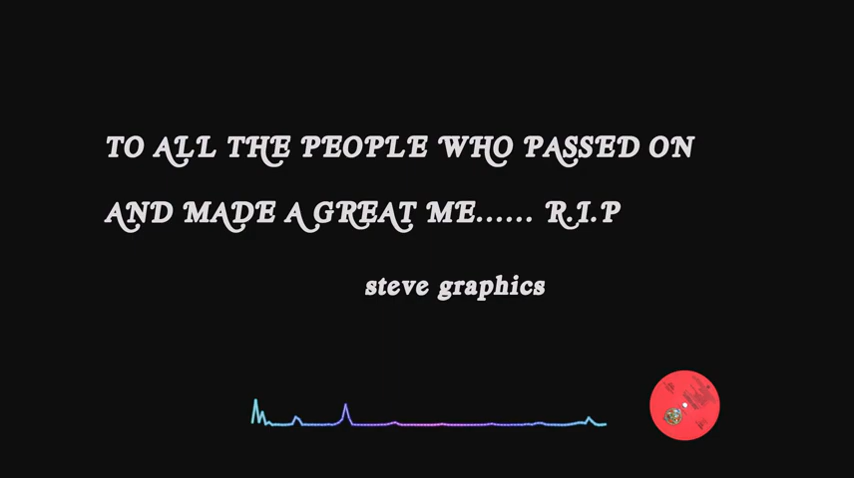 TO ALL THE PEOPLE WHO PASSED ON
AND MADE A GREAT ME...... R.I.P
steve graphics